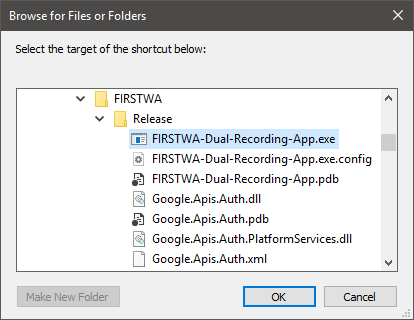 Browse for Files or Folders
Select the target of the shortcut below:
FIRSTWA
Release
FIRSTWA-Dual-Recording-App.exe
FIRSTWA-Dual-Recording-App.exe.config
FIRSTWA-Dual-Recording-App.pdb
Google.Apis.Auth.dll
Google.Apis.Auth.pdb
Google.Apis.Auth.PlatformServices.dll
Google.Apis.Auth.xml
Make New Folder OK Cancel